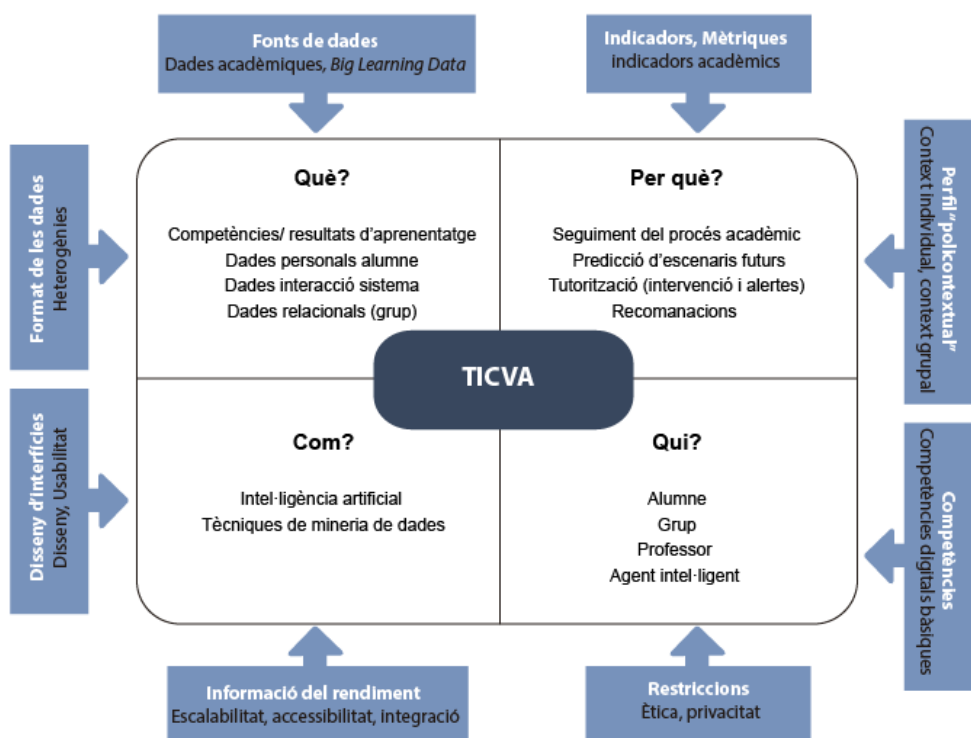 Fonts de dades
Dades acadèmiques, Big Learning Data
Indicadors, Mètriques
indicadors acadèmics
Format de les dades
Heterogènies
Què?
Competències/ resultats d'aprenentatge
Dades personals alumne
Dades interacció sistema
Dades relacionals (grup)
Per què?
Seguiment del procés acadèmic
Predicció d'escenaris futurs
Tutorització (intervenció i alertes)
Recomanacions
Perfil "policontextual"
Context individual, context grupal
TICVA
Disseny d'interfícies
Disseny, Usabilitat
Com?
Intel·ligència artificial
Tècniques de mineria de dades
Qui?
Alumne
Grup
Professor
Agent intel·ligent
Competències
Competències digitals bàsiques
Informació del rendiment
Escalabilitat, accessibilitat, integració
Restriccions
Ètica, privacitat